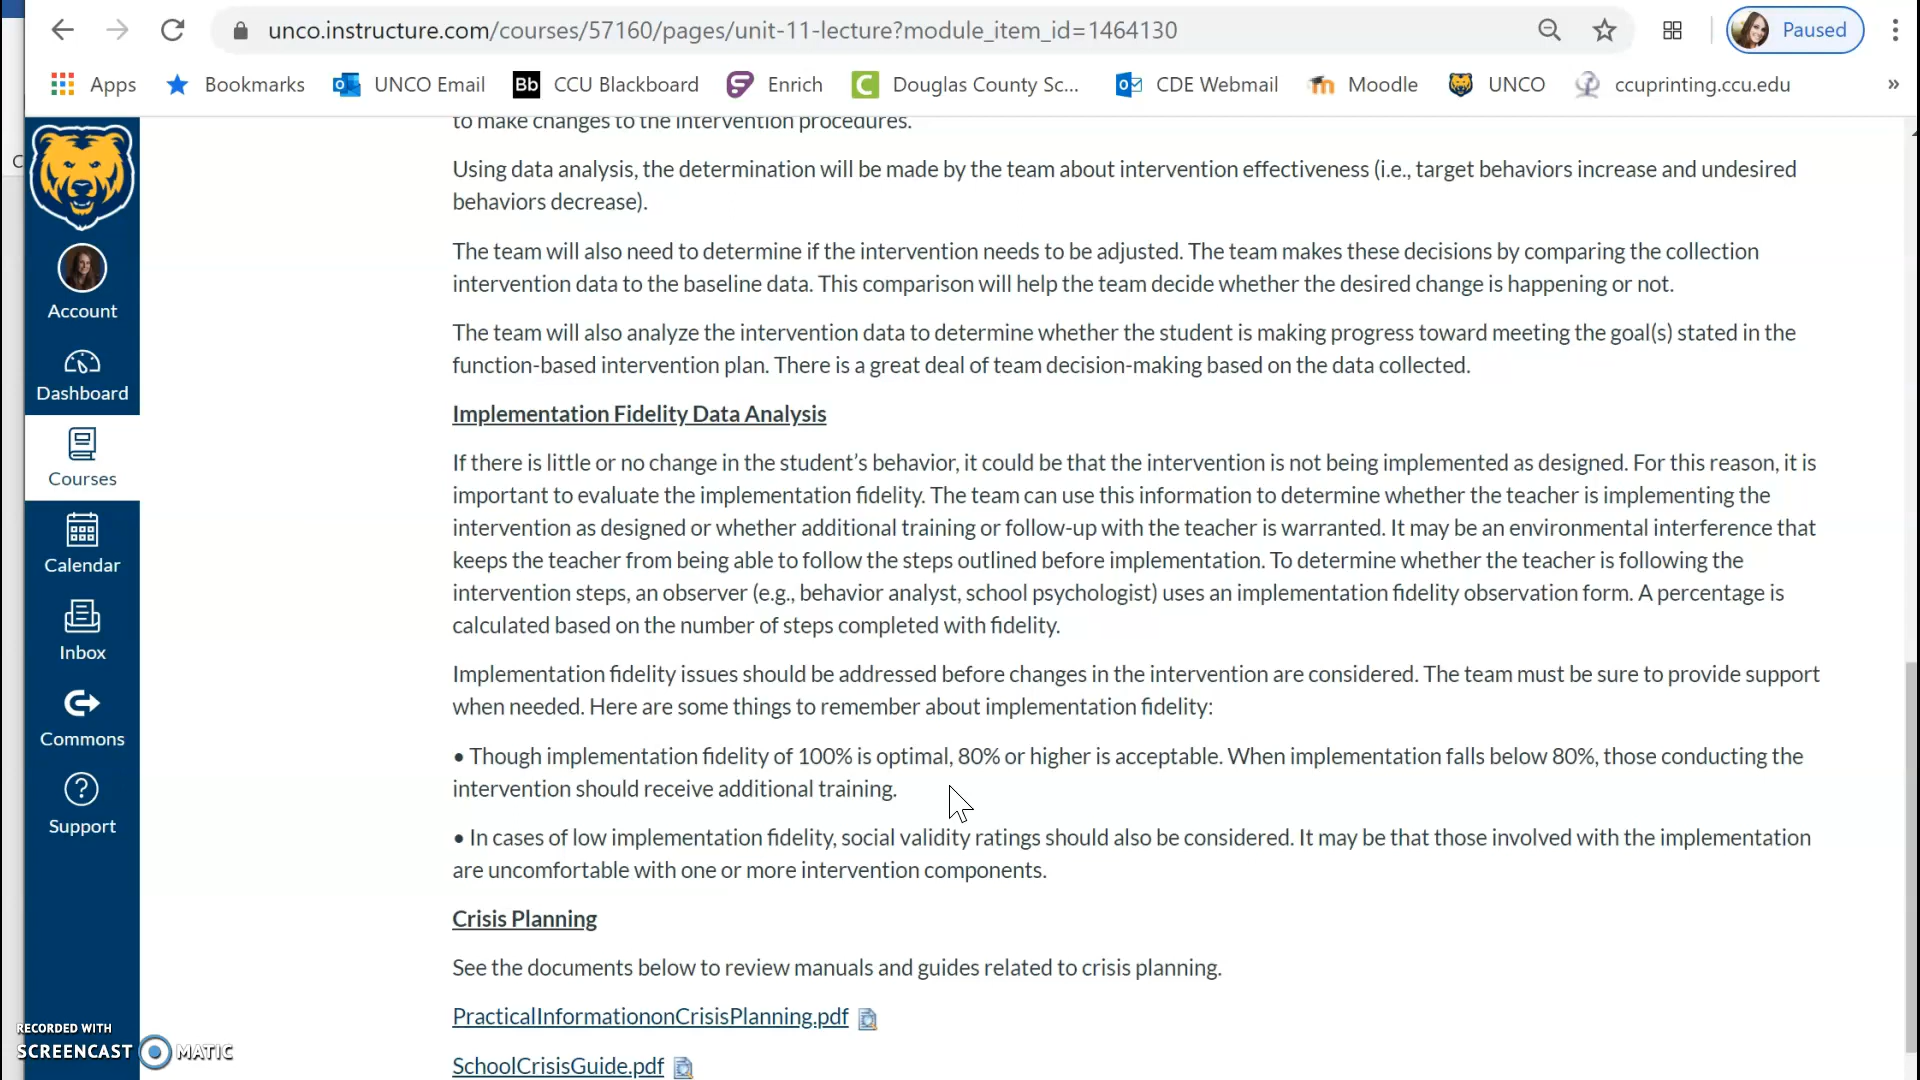 unco.instructure.com/courses/57160/pages/unit-11-lecture?module_item_id=1464130
Paused
Apps
Bookmarks
UNCO Email
Bb CCU Blackboard
Enrich
Douglas County Sc...
CDE Webmail
Moodle
UNCO
ccuprinting.ccu.edu
»
to make changes to the intervention procedures.
Using data analysis, the determination will be made by the team about intervention effectiveness (i.e., target behaviors increase and undesired
behaviors decrease).
The team will also need to determine if the intervention needs to be adjusted. The team makes these decisions by comparing the collection
intervention data to the baseline data. This comparison will help the team decide whether the desired change is happening or not.
The team will also analyze the intervention data to determine whether the student is making progress toward meeting the goal(s) stated in the
function-based intervention plan. There is a great deal of team decision-making based on the data collected.
Implementation Fidelity Data Analysis
If there is little or no change in the student's behavior, it could be that the intervention is not being implemented as designed. For this reason, it is
important to evaluate the implementation fidelity. The team can use this information to determine whether the teacher is implementing the
intervention as designed or whether additional training or follow-up with the teacher is warranted. It may be an environmental interference that
keeps the teacher from being able to follow the steps outlined before implementation. To determine whether the teacher is following the
intervention steps, an observer (e.g., behavior analyst, school psychologist) uses an implementation fidelity observation form. A percentage is
calculated based on the number of steps completed with fidelity.
Implementation fidelity issues should be addressed before changes in the intervention are considered. The team must be sure to provide support
when needed. Here are some things to remember about implementation fidelity:
• Though implementation fidelity of 100% is optimal, 80% or higher is acceptable. When implementation falls below 80%, those conducting the
intervention should receive additional training.
• In cases of low implementation fidelity, social validity ratings should also be considered. It may be that those involved with the implementation
are uncomfortable with one or more intervention components.
Crisis Planning
See the documents below to review manuals and guides related to crisis planning.
PracticalInformationonCrisisPlanning.pdf
SchoolCrisisGuide.pdf
Account
Dashboard
Courses
Calendar
Inbox
Commons
Support
RECORDED WITH
SCREENCAST MATIC